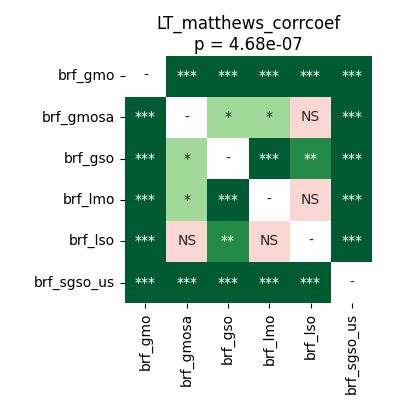 LT_matthews_corrcoef
p = 4.68e-07
brf_gmo - *** *** *** *** ***
brf_gmosa *** - * * NS ***
brf_gso *** * - *** ** ***
brf_lmo *** * *** - NS ***
brf_lso *** NS ** NS - ***
brf_sgso_us *** *** *** *** *** -
brf_gmo
brf_gmosa
brf_gso
brf_lmo
brf_lso
brf_sgso_us